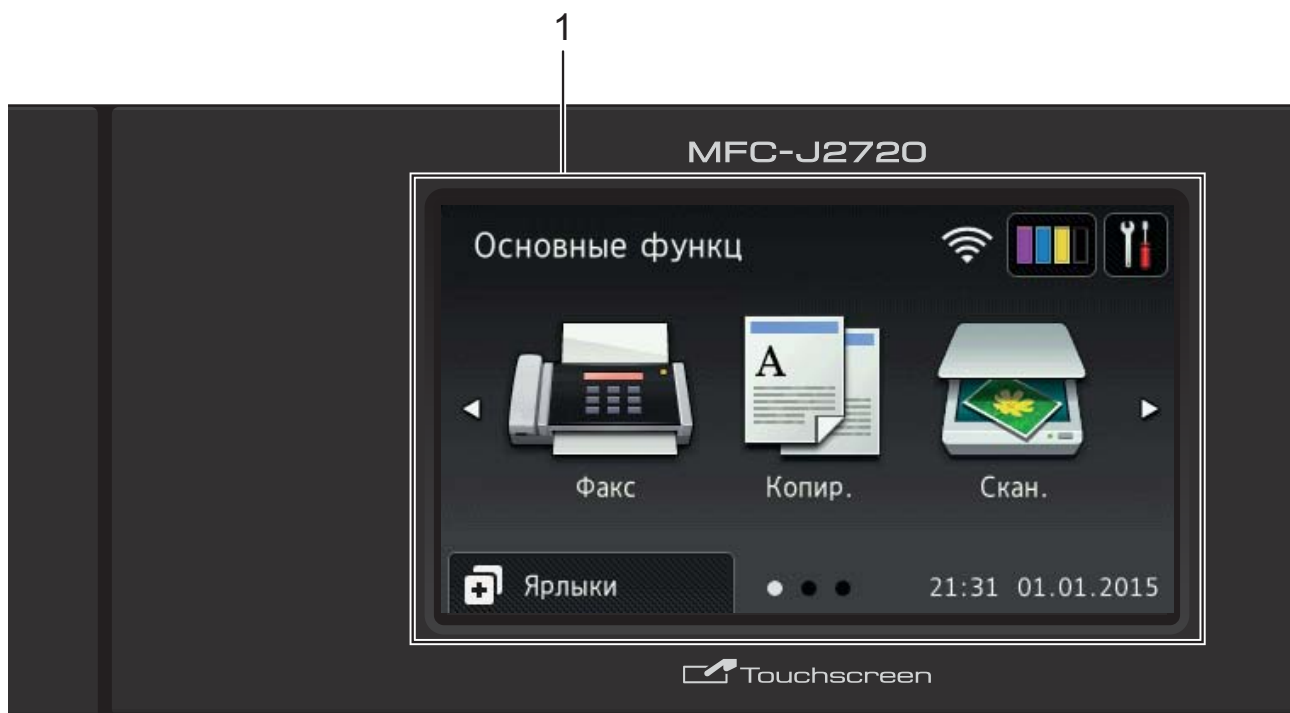 1
MFC-J2720
Основные функц
A
Факс Копир. Скан.
Ярлыки 21:31 01.01.2015
Touchscreen